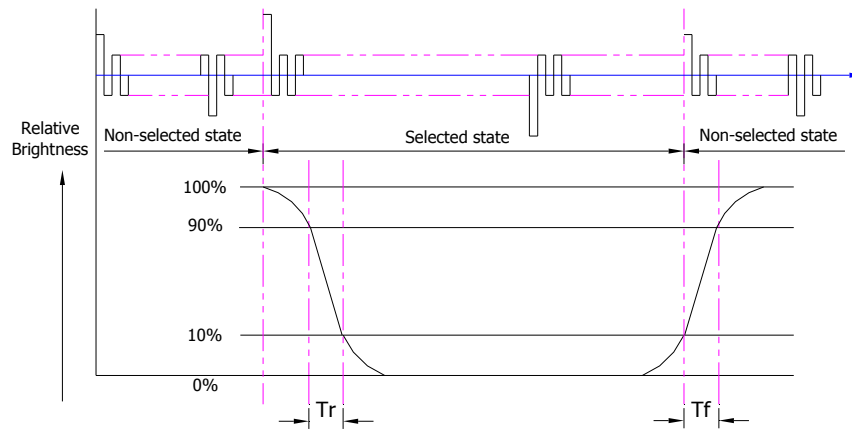 Relative
Brightness
Non-selected state
Selected state
Non-selected state
100%
90%
10%
0%
Tr
Tf